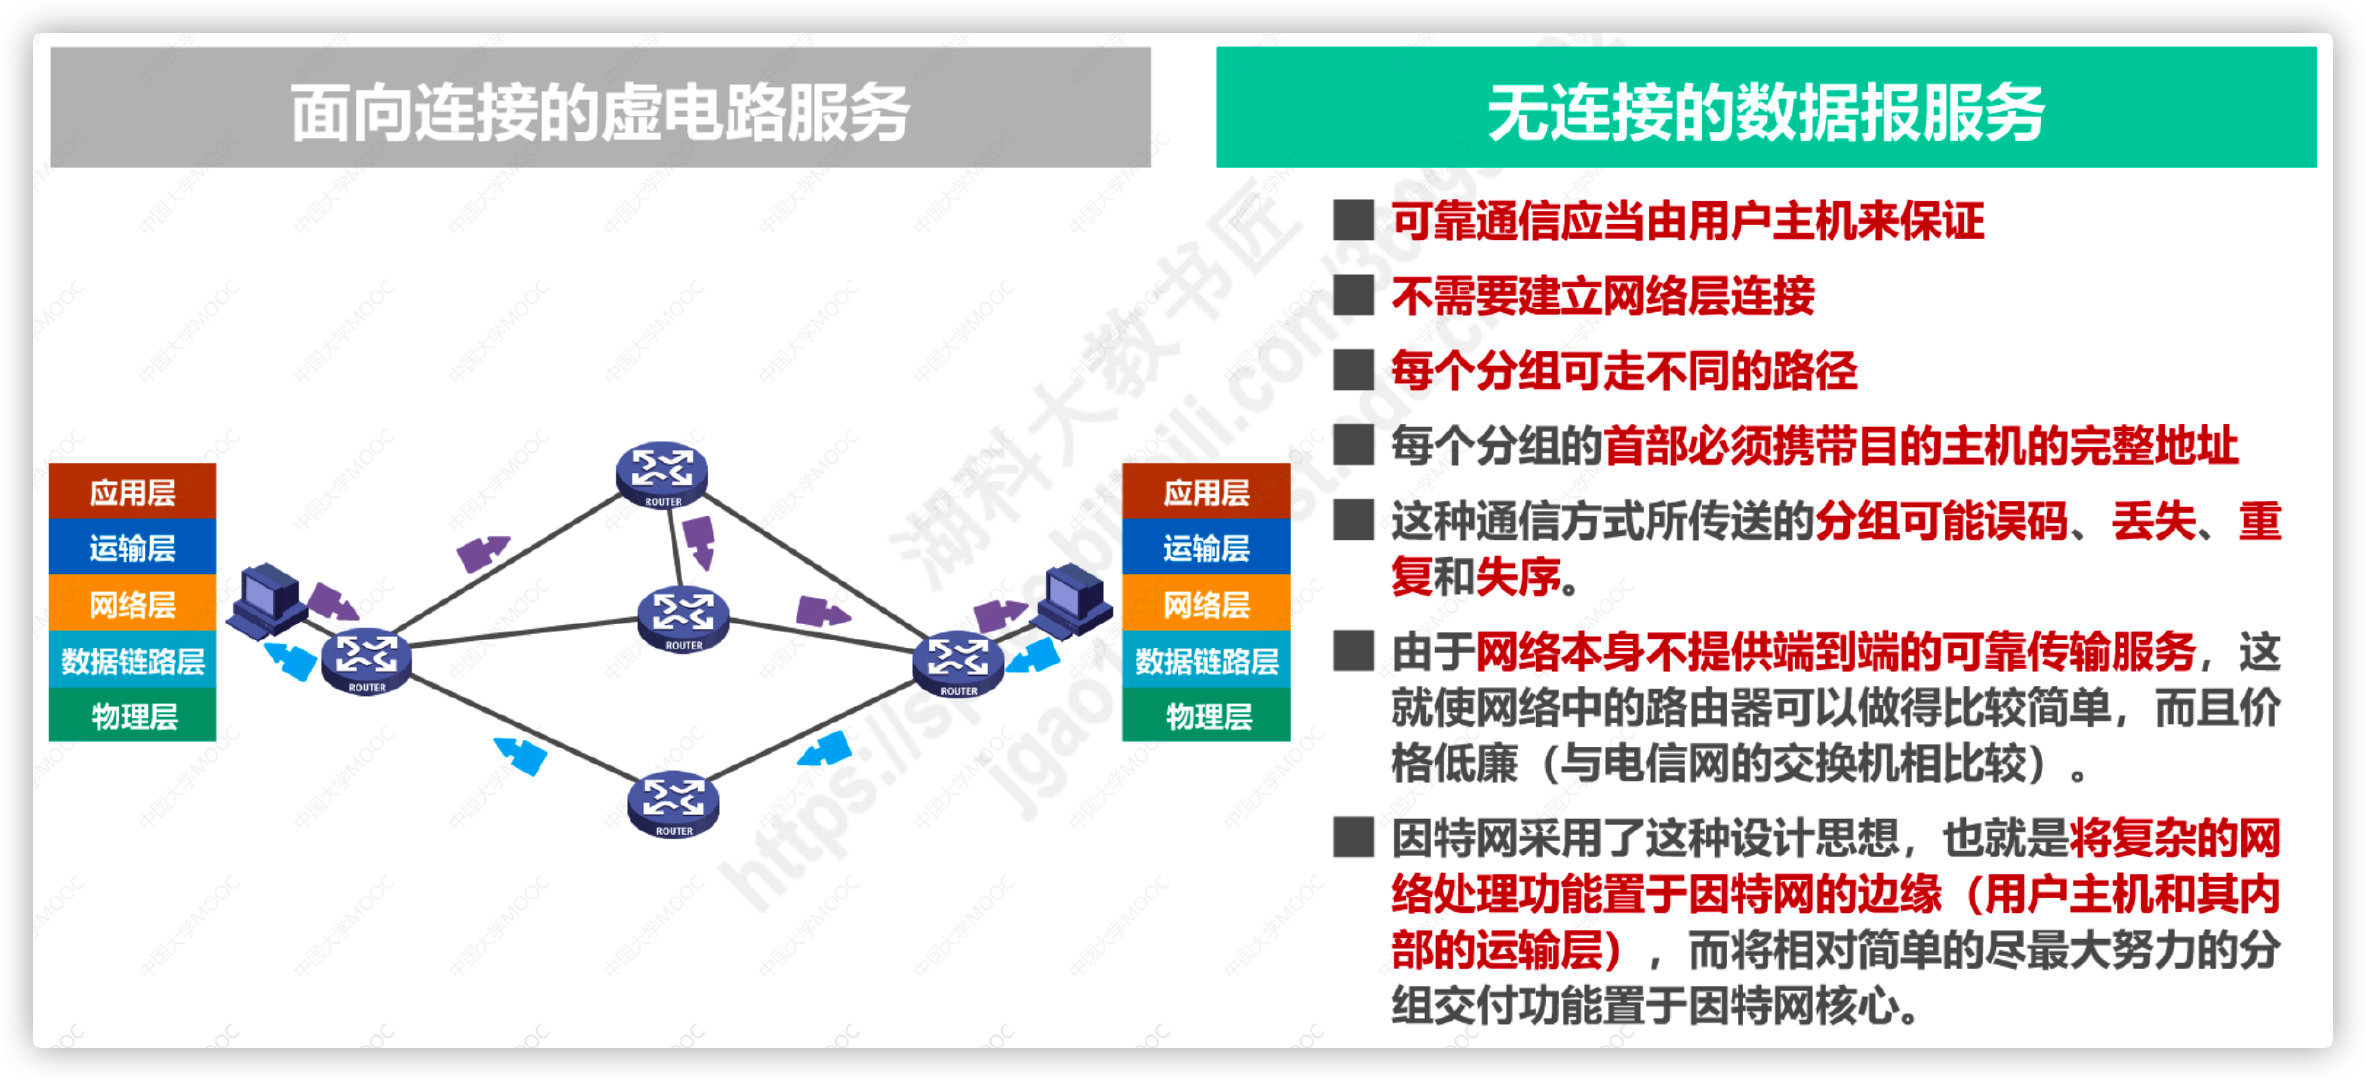 面向连接的虚电路服务
无连接的数据报服务
可靠通信应当由用户主机来保证
不需要建立网络层连接
每个分组可走不同的路径
每个分组的首部必须携带目的主机的完整地址
这种通信方式所传送的分组可能误码、丢失、重
复和失序。
由于网络本身不提供端到端的可靠传输服务，这
就使网络中的路由器可以做得比较简单，而且价
格低廉（与电信网的交换机相比较）。
因特网采用了这种设计思想，也就是将复杂的网
络处理功能置于因特网的边缘（用户主机和其内
部的运输层），而将相对简单的尽最大努力的分
组交付功能置于因特网核心。
应用层
运输层
网络层
数据链路层
物理层
ROUTER
ROUTER
ROUTER
ROUTER
ROUTER
应用层
运输层
网络层
数据链路层
物理层
湖科大教书匠
中国大学MOOC